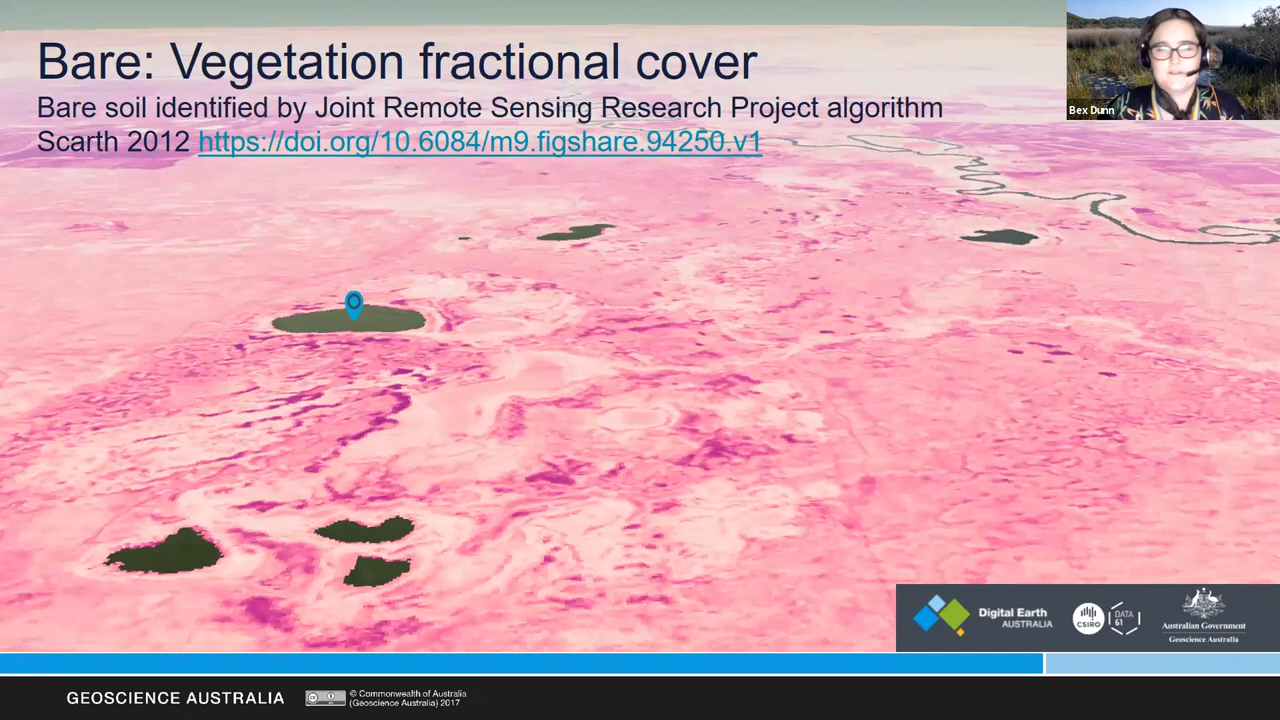 Bare: Vegetation fractional cover
Bare soil identified by Joint Remote Sensing Research Project algorithm
Scarth 2012 https://doi.org/10.6084/m9.figshare.94250.v1
Bex Dunn
Digital Earth
AUSTRALIA
CSIRO
DATA
61
Australian Government
Geoscience Australia
GEOSCIENCE AUSTRALIA
© Commonwealth of Australia
(Geoscience Australia) 2017